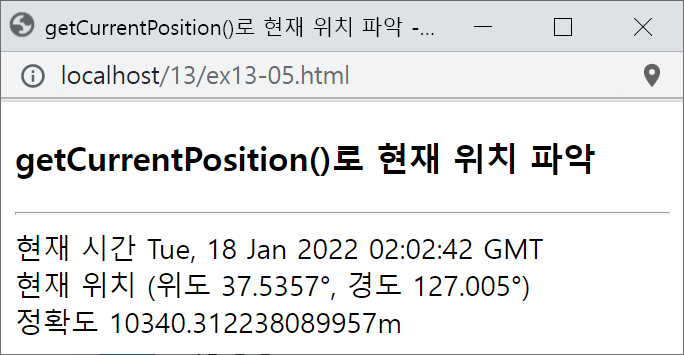 getCurrentPosition()로 현재 위치 파악 -...
localhost/13/ex13-05.html
getCurrentPosition()로 현재 위치 파악
현재 시간 Tue, 18 Jan 2022 02:02:42 GMT
현재 위치 (위도 37.5357°, 경도 127.005°)
정확도 10340.312238089957m